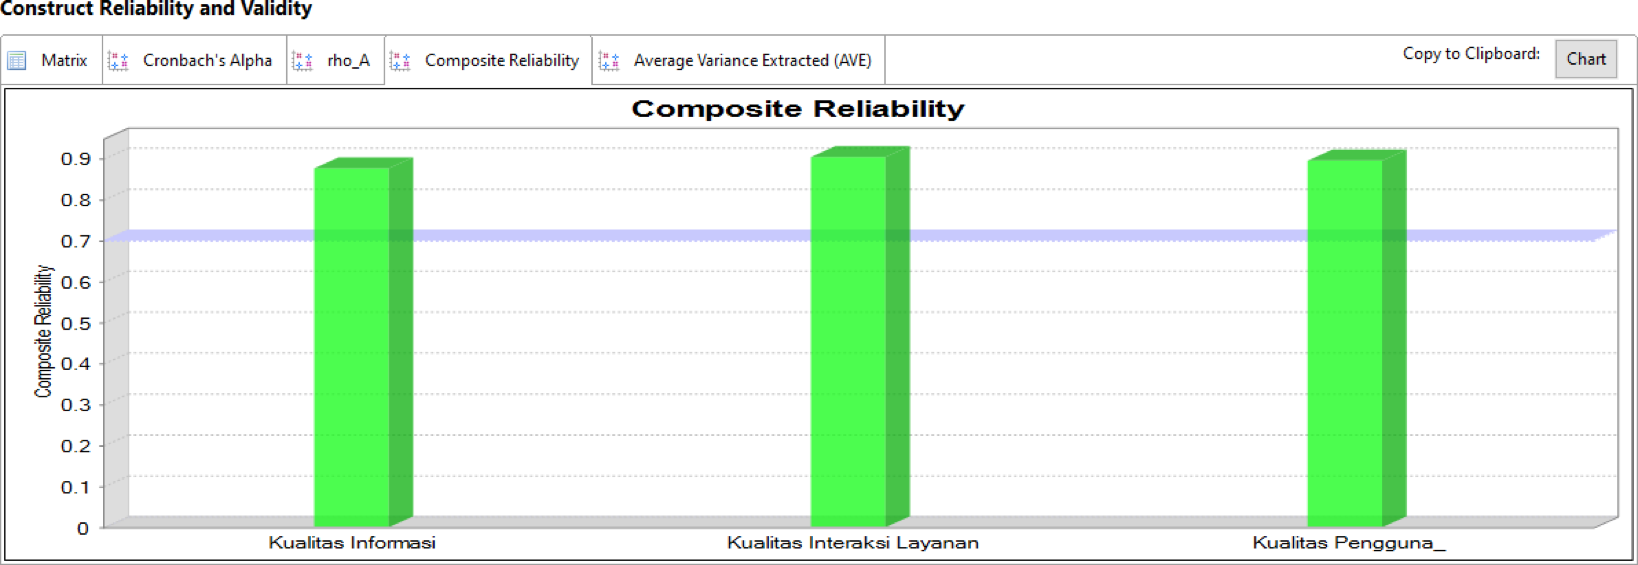 Construct Reliability and Validity
Matrix Cronbach's Alpha rho_A Composite Reliability Average Variance Extracted (AVE) Copy to Clipboard: Chart
Composite Reliability
Composite Reliability
0.9
0.8
0.7
0.6
0.5
0.4
0.3
0.2
0.1
0
Kualitas Informasi Kualitas Interaksi Layanan Kualitas Pengguna_